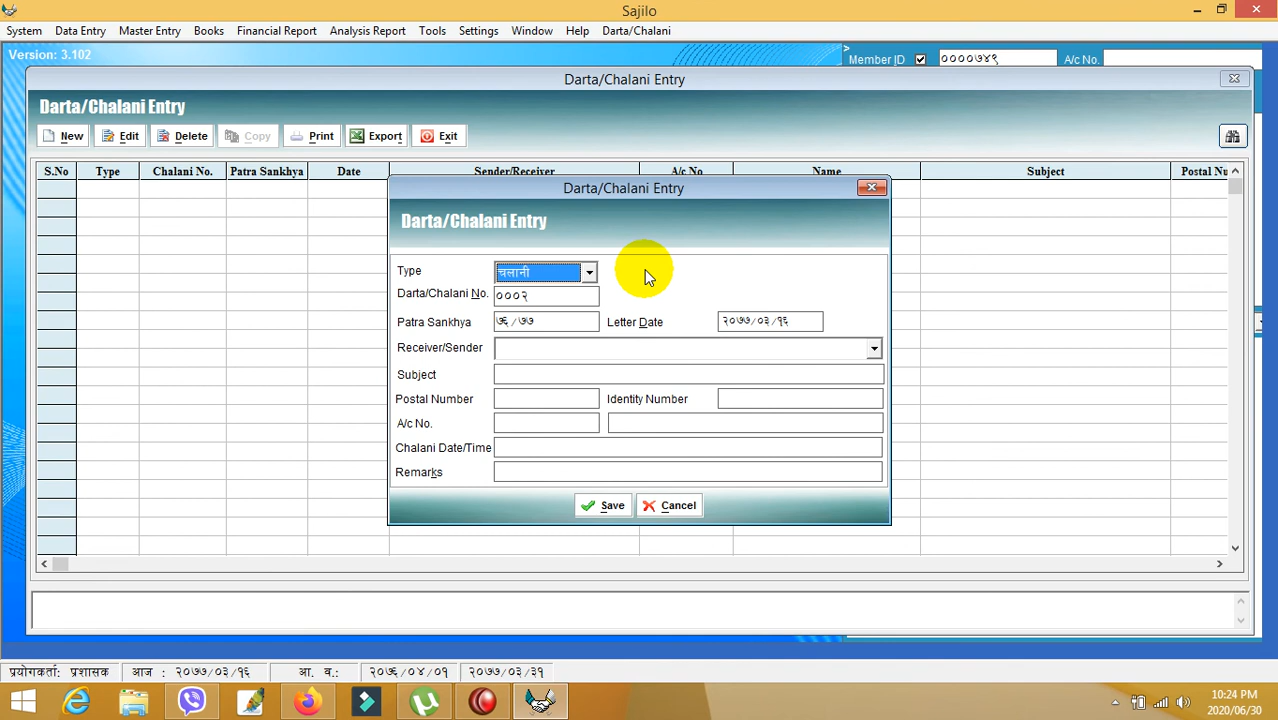 Sajilo
System Data Entry Master Entry Books Financial Report Analysis Report Tools Settings Window Help Darta/Chalani
Version: 3.102
Member ID ००००७४९ A/c No.
Darta/Chalani Entry
Darta/Chalani Entry
New Edit Delete Copy Print Export Exit
S.No Type Chalani No. Patra Sankhya Date Sender/Receiver A/c No. Name Subject Postal Nu
Darta/Chalani Entry
Darta/Chalani Entry
Type चलानी
Darta/Chalani No. ०००२
Patra Sankhya ७६/७७ Letter Date २०७७/०३/१६
Receiver/Sender
Subject
Postal Number Identity Number
A/c No.
Chalani Date/Time
Remarks
Save Cancel
प्रयोगकर्ता: प्रशासक आज : २०७७/०३/१६ आ. व.: २०७६/०४/०१ २०७७/०३/३१
10:24 PM
2020/06/30